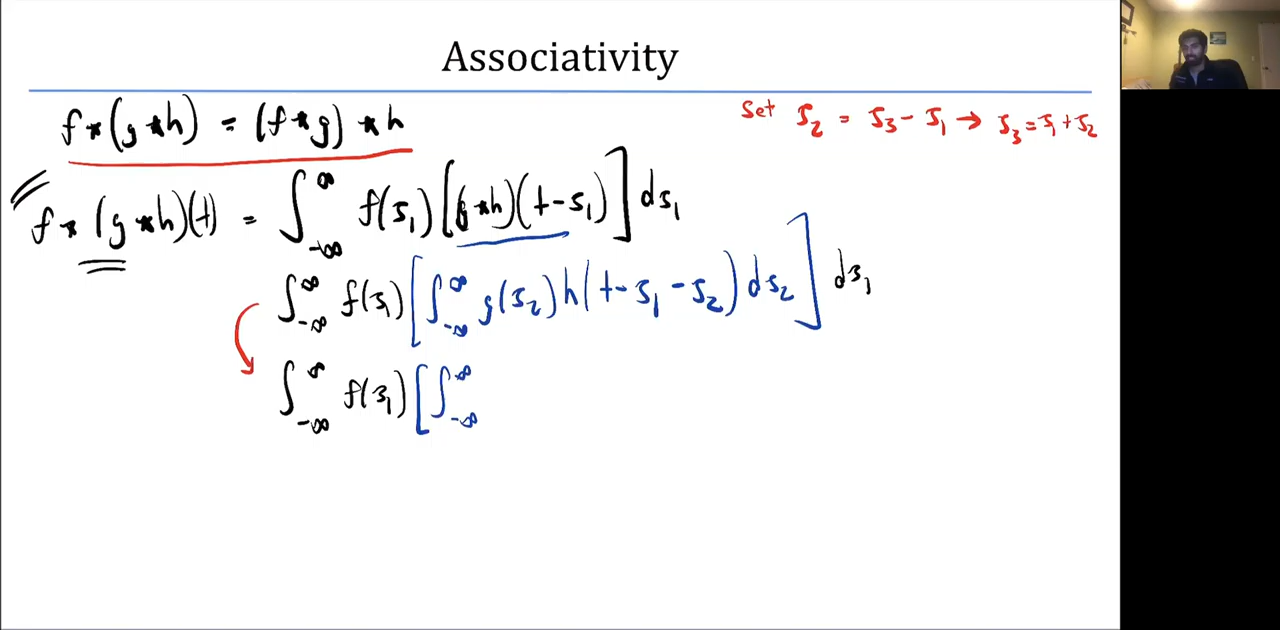 Associativity
f * (g * h) = (f * g) * h
Set s₂ = s₃ - s₁ → s₃ = s₁ + s₂
f * (g * h)(t) = ∫_{-∞}^{∞} f(s₁) [(g * h)(t - s₁)] ds₁
∫_{-∞}^{∞} f(s₁) [∫_{-∞}^{∞} g(s₂) h(t - s₁ - s₂) ds₂] ds₁
∫_{-∞}^{∞} f(s₁) [∫_{-∞}^{∞}